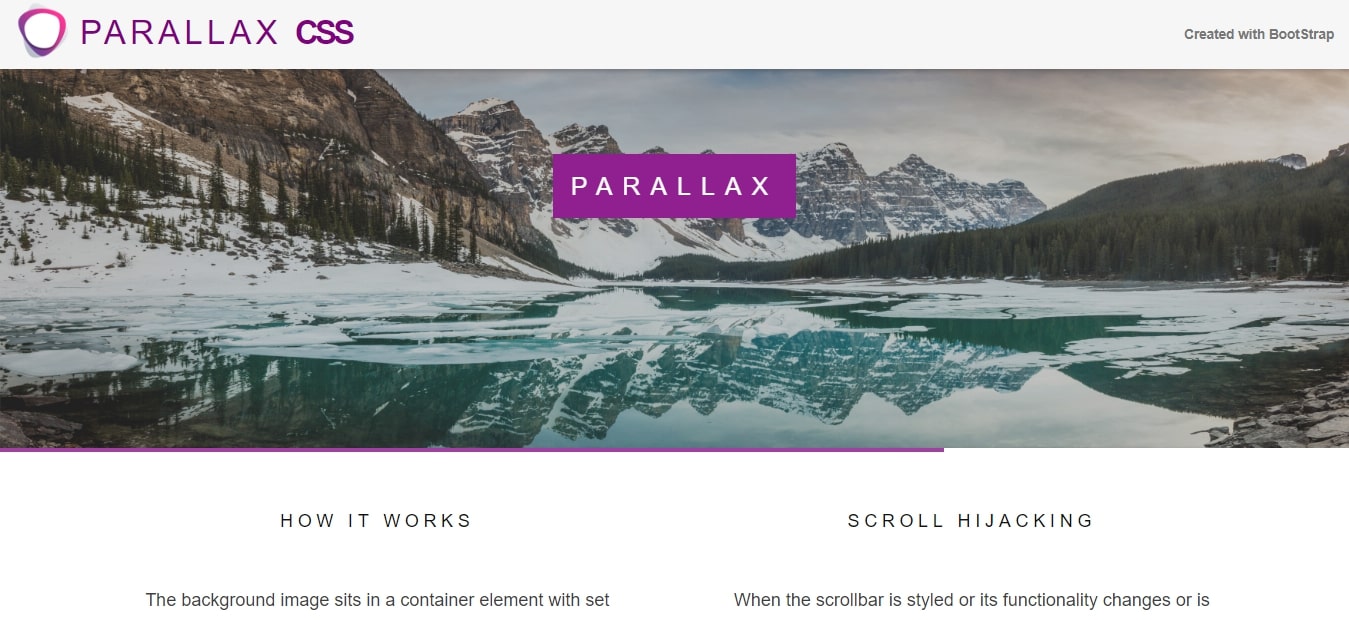 PARALLAX CSS
Created with BootStrap
PARALLAX
HOW IT WORKS
The background image sits in a container element with set
SCROLL HIJACKING
When the scrollbar is styled or its functionality changes or is